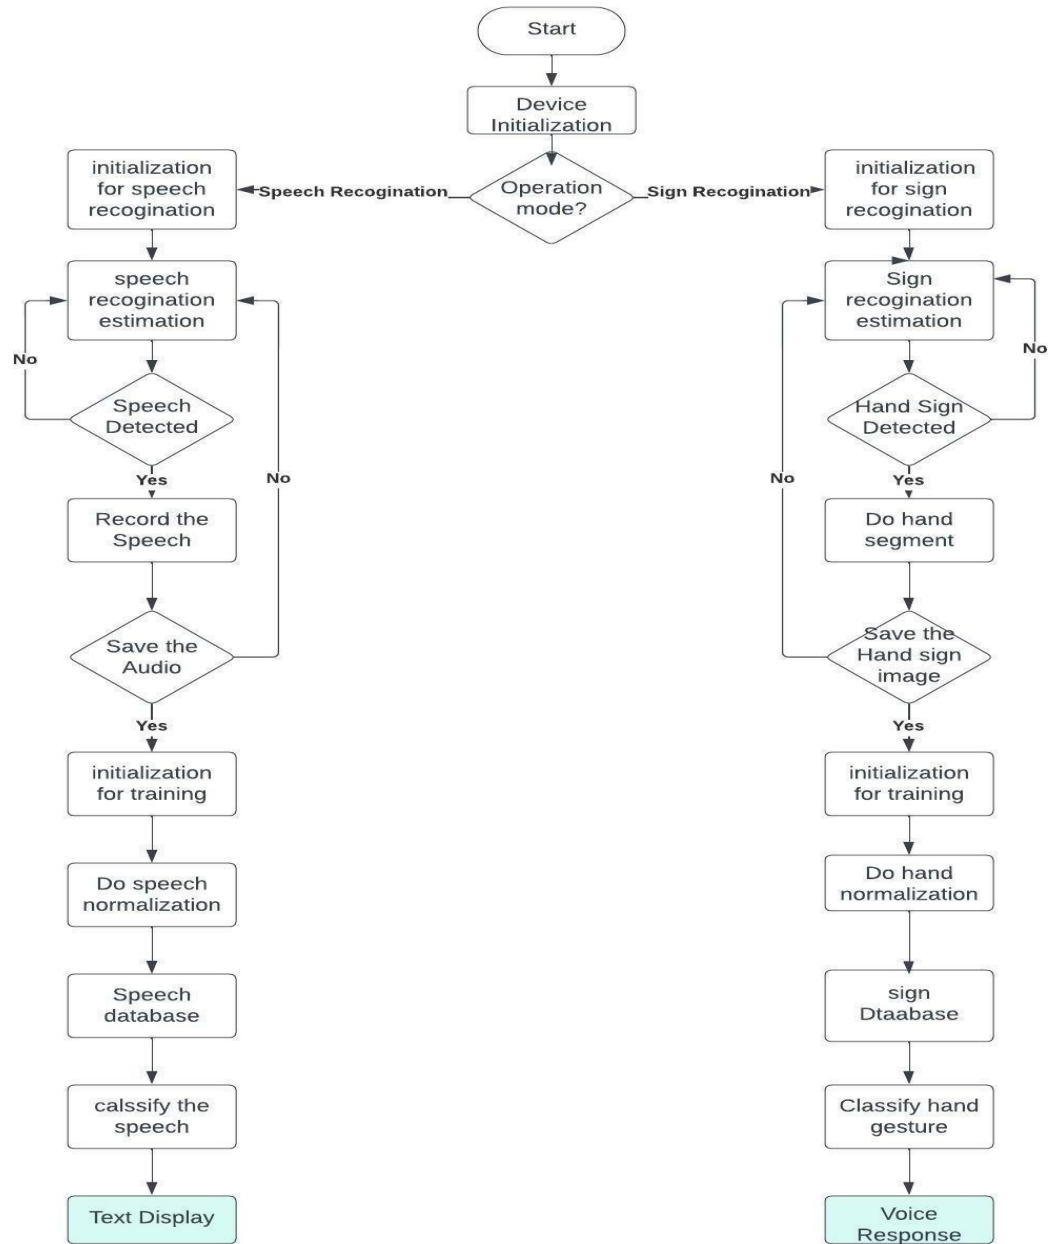 Start
Device
Initialization
Operation
mode?
Speech Recogination
Sign Recogination
initialization
for speech
recogination
speech
recogination
estimation
No
Speech
Detected
Yes
No
Record the
Speech
Save the
Audio
Yes
initialization
for training
Do speech
normalization
Speech
database
calssify the
speech
Text Display
initialization
for sign
recogination
Sign
recogination
estimation
No
Hand Sign
Detected
Yes
No
Do hand
segment
Save the
Hand sign
image
Yes
initialization
for training
Do hand
normalization
sign
Dtaabase
Classify hand
gesture
Voice
Response